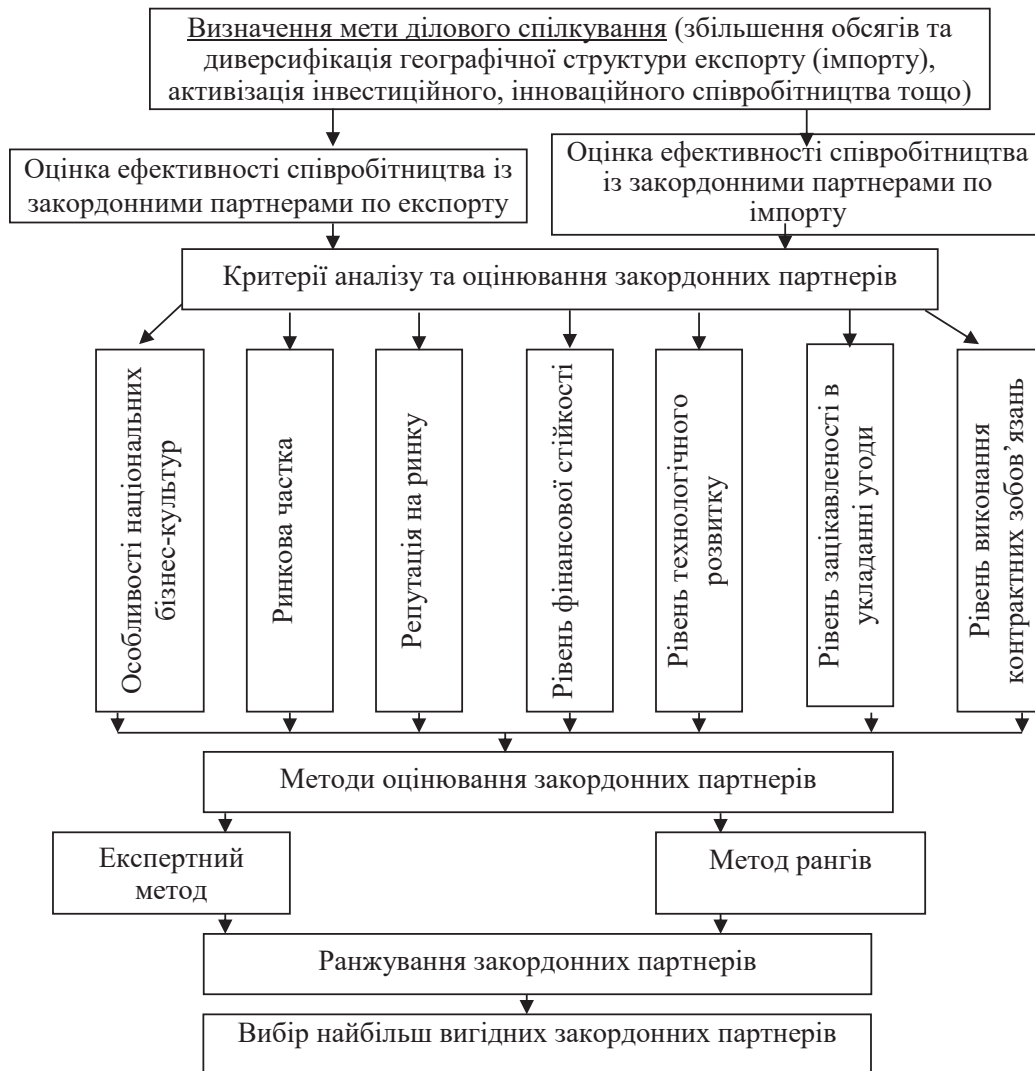 Визначення мети ділового спілкування (збільшення обсягів та
диверсифікація географічної структури експорту (імпорту),
активізація інвестиційного, інноваційного співробітництва тощо)
Оцінка ефективності співробітництва із
закордонними партнерами по експорту
Оцінка ефективності співробітництва
із закордонними партнерами по
імпорту
Критерії аналізу та оцінювання закордонних партнерів
Особливості національних
бізнес-культур
Ринкова частка
Репутація на ринку
Рівень фінансової стійкості
Рівень технологічного
розвитку
Рівень зацікавленості в
укладанні угоди
Рівень виконання
контрактних зобов’язань
Методи оцінювання закордонних партнерів
Експертний
метод
Метод рангів
Ранжування закордонних партнерів
Вибір найбільш вигідних закордонних партнерів